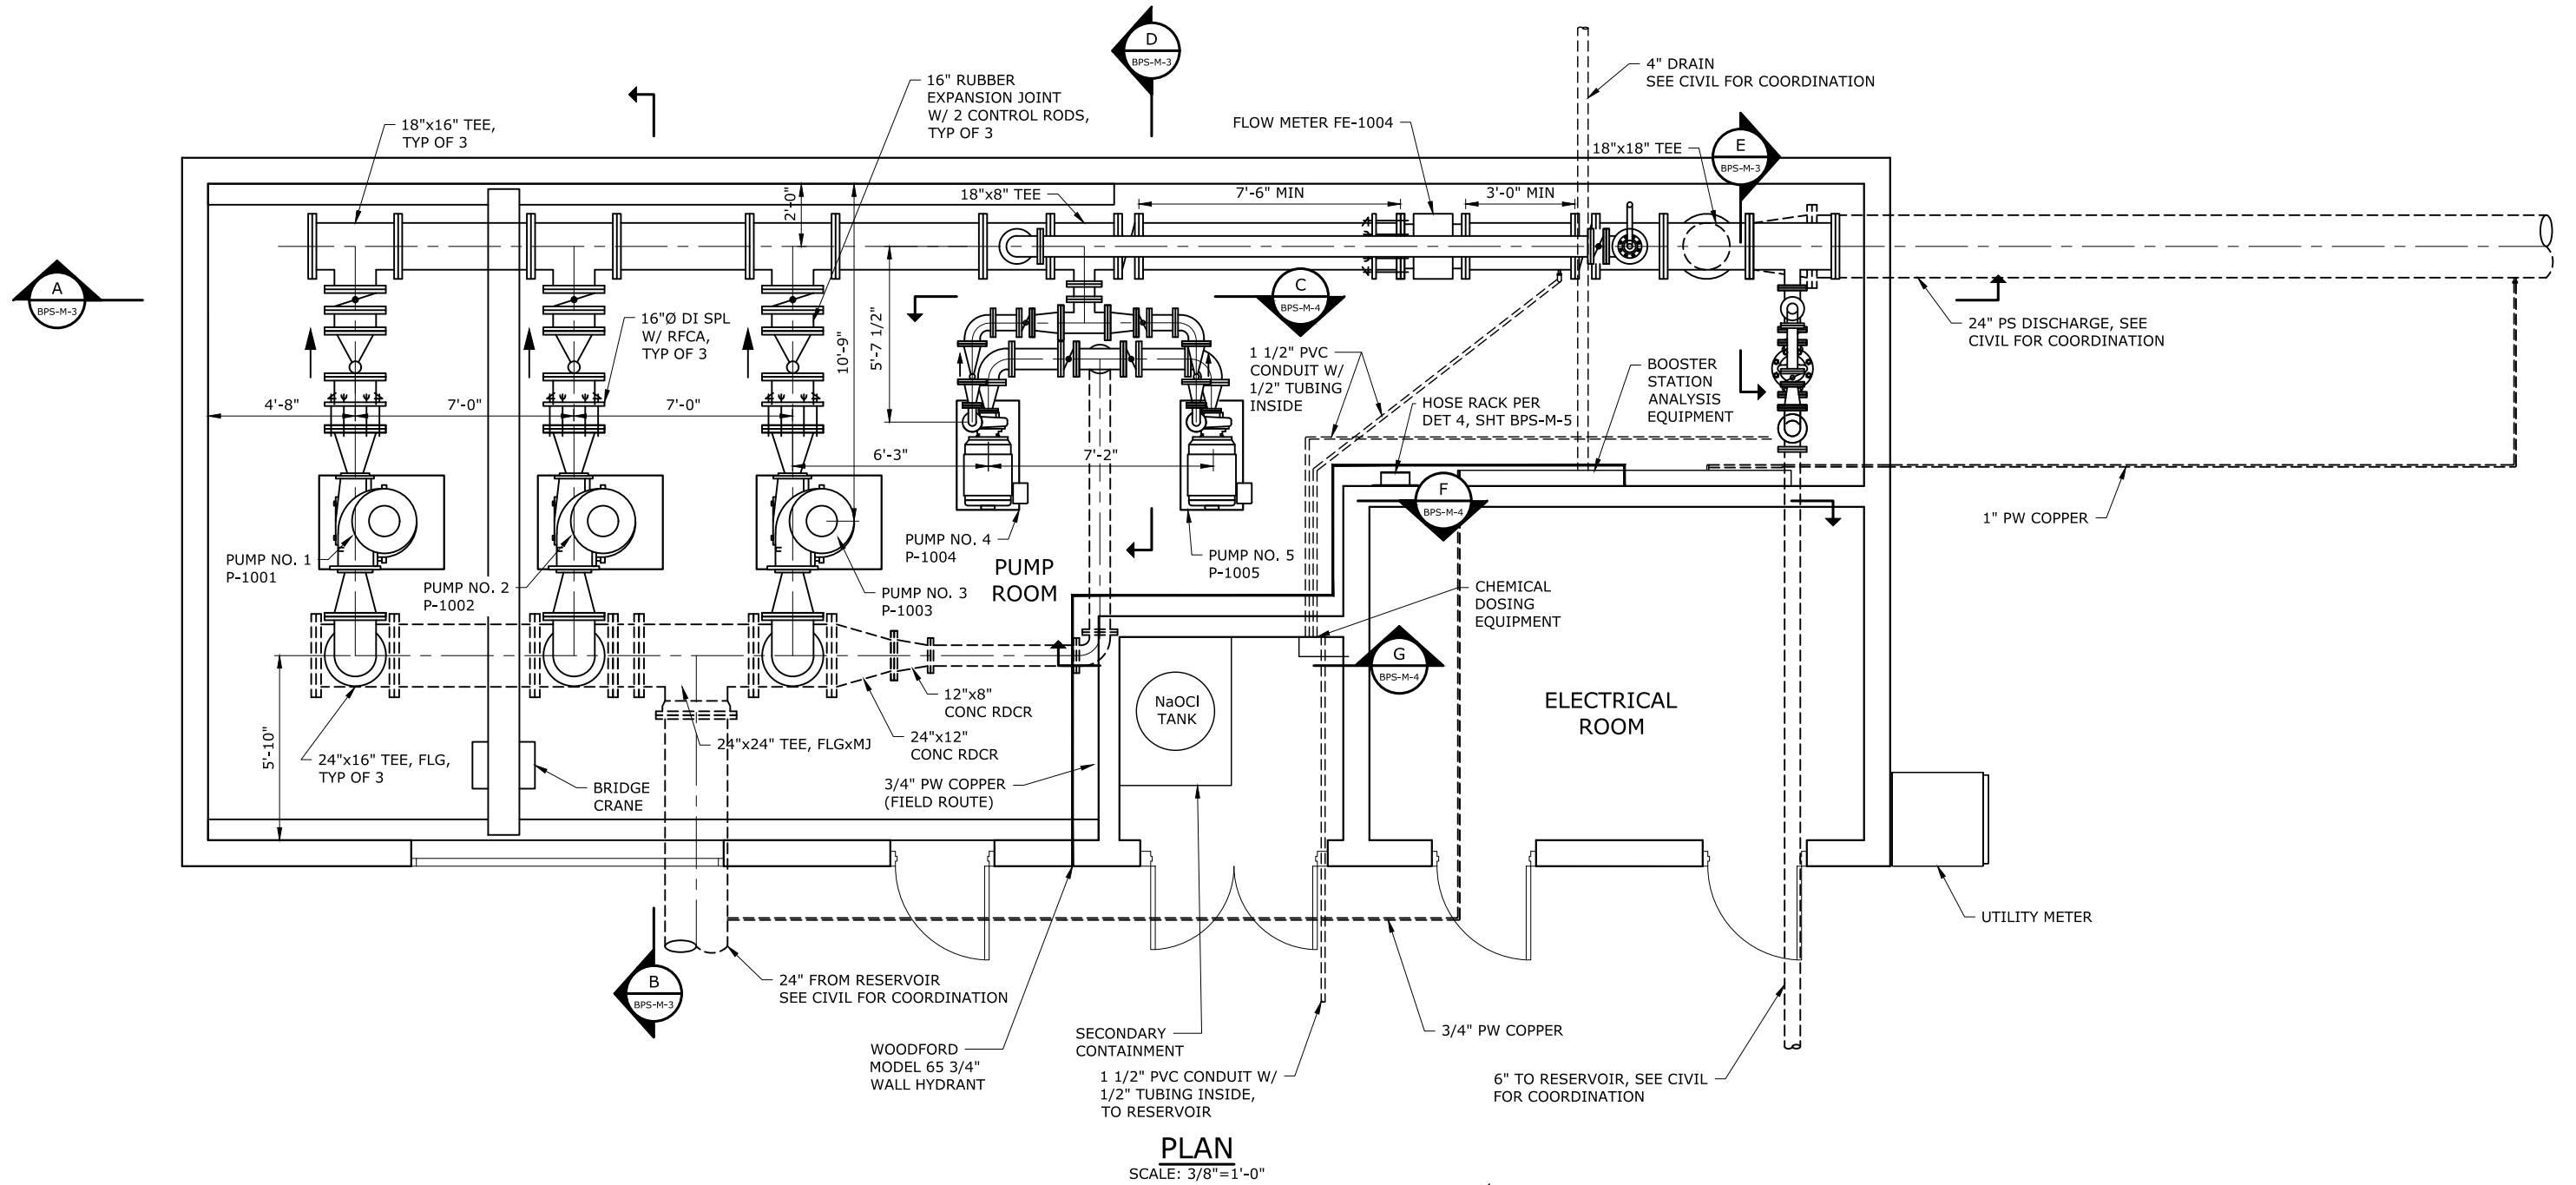 D
BPS-M-3
4" DRAIN
SEE CIVIL FOR COORDINATION
16" RUBBER
EXPANSION JOINT
W/ 2 CONTROL RODS,
TYP OF 3
18"x16" TEE,
TYP OF 3
FLOW METER FE-1004
18"x18" TEE
E
BPS-M-3
18"x8" TEE
7'-6" MIN
3'-0" MIN
2'-0"
A
BPS-M-3
C
BPS-M-4
16"Ø DI SPL
W/ RFCA,
TYP OF 3
10'-9"
5'-7 1/2"
24" PS DISCHARGE, SEE
CIVIL FOR COORDINATION
1 1/2" PVC
CONDUIT W/
1/2" TUBING
INSIDE
BOOSTER
STATION
ANALYSIS
EQUIPMENT
4'-8"
7'-0"
7'-0"
HOSE RACK PER
DET 4, SHT BPS-M-5
6'-3"
7'-2"
F
BPS-M-4
1" PW COPPER
PUMP NO. 1
P-1001
PUMP NO. 2
P-1002
PUMP NO. 3
P-1003
PUMP NO. 4
P-1004
PUMP NO. 5
P-1005
PUMP
ROOM
CHEMICAL
DOSING
EQUIPMENT
G
BPS-M-4
12"x8"
CONC RDCR
NaOCl
TANK
ELECTRICAL
ROOM
5'-10"
24"x16" TEE, FLG,
TYP OF 3
24"x24" TEE, FLGxMJ
24"x12"
CONC RDCR
BRIDGE
CRANE
3/4" PW COPPER
(FIELD ROUTE)
UTILITY METER
B
BPS-M-3
24" FROM RESERVOIR
SEE CIVIL FOR COORDINATION
WOODFORD
MODEL 65 3/4"
WALL HYDRANT
SECONDARY
CONTAINMENT
1 1/2" PVC CONDUIT W/
1/2" TUBING INSIDE,
TO RESERVOIR
3/4" PW COPPER
6" TO RESERVOIR, SEE CIVIL
FOR COORDINATION
PLAN
SCALE: 3/8"=1'-0"